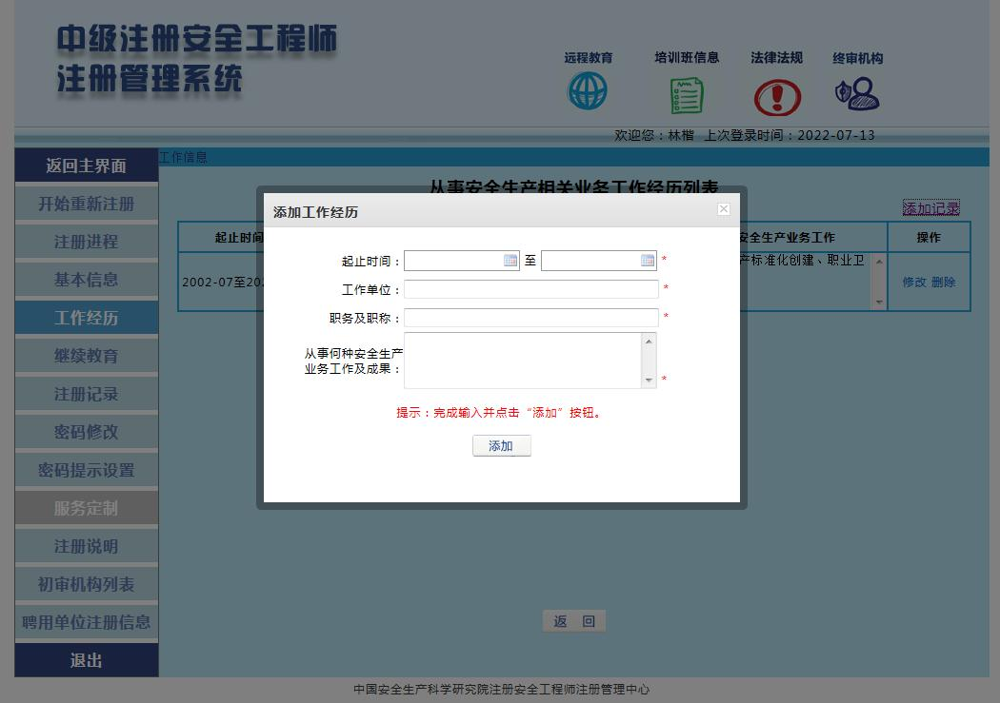 中级注册安全工程师
注册管理系统
远程教育
培训班信息
法律法规
终审机构
欢迎您：林楷 上次登录时间：2022-07-13
返回主界面
开始重新注册
注册进程
基本信息
工作经历
继续教育
注册记录
密码修改
密码提示设置
服务定制
注册说明
初审机构列表
聘用单位注册信息
退出
工作信息
从事安全生产相关业务工作经历列表
添加记录
起止时间
安全生产业务工作
操作
2002-07至20
产标准化创建、职业卫
修改 删除
添加工作经历
起止时间：
至
*
工作单位：
*
职务及职称：
*
从事何种安全生产
业务工作及成果：
*
提示：完成输入并点击“添加”按钮。
添加
返 回
中国安全生产科学研究院注册安全工程师注册管理中心